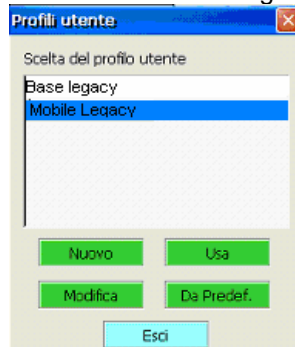 Profili utente
Scelta del profilo utente
Base legacy
Mobile Legacy
Nuovo
Usa
Modifica
Da Predef.
Esci